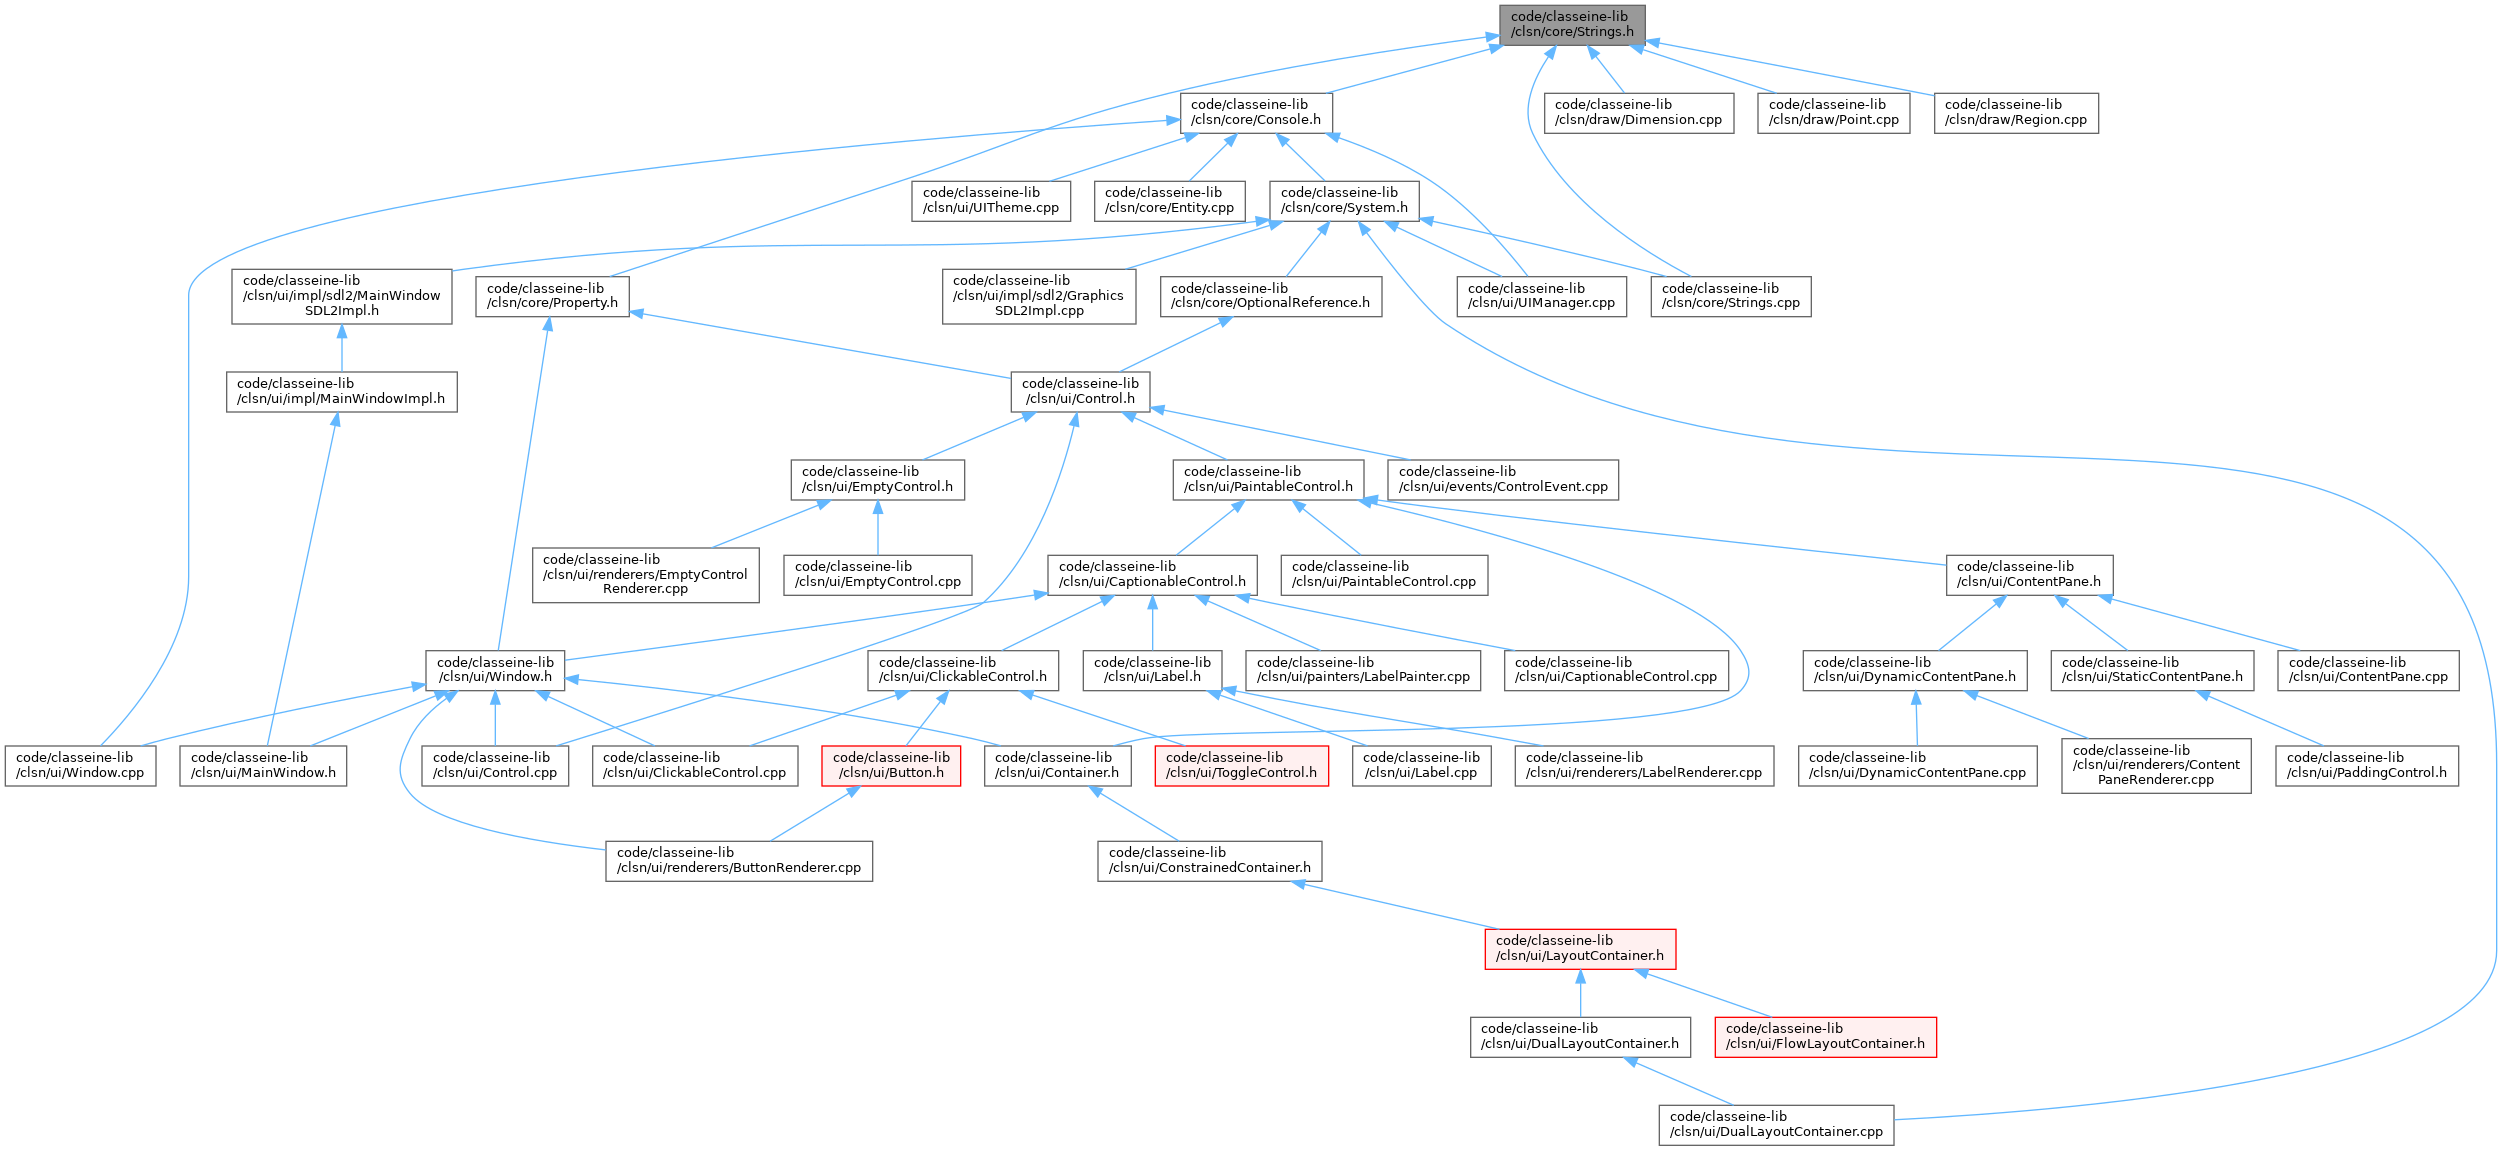 code/classeine-lib
/clsn/core/Strings.h
code/classeine-lib
/clsn/core/Console.h
code/classeine-lib
/clsn/draw/Dimension.cpp
code/classeine-lib
/clsn/draw/Point.cpp
code/classeine-lib
/clsn/draw/Region.cpp
code/classeine-lib
/clsn/ui/UITheme.cpp
code/classeine-lib
/clsn/core/Entity.cpp
code/classeine-lib
/clsn/core/System.h
code/classeine-lib
/clsn/ui/impl/sdl2/MainWindow
SDL2Impl.h
code/classeine-lib
/clsn/core/Property.h
code/classeine-lib
/clsn/ui/impl/sdl2/Graphics
SDL2Impl.cpp
code/classeine-lib
/clsn/core/OptionalReference.h
code/classeine-lib
/clsn/ui/UIManager.cpp
code/classeine-lib
/clsn/core/Strings.cpp
code/classeine-lib
/clsn/ui/impl/MainWindowImpl.h
code/classeine-lib
/clsn/ui/Control.h
code/classeine-lib
/clsn/ui/EmptyControl.h
code/classeine-lib
/clsn/ui/PaintableControl.h
code/classeine-lib
/clsn/ui/events/ControlEvent.cpp
code/classeine-lib
/clsn/ui/renderers/EmptyControl
Renderer.cpp
code/classeine-lib
/clsn/ui/EmptyControl.cpp
code/classeine-lib
/clsn/ui/CaptionableControl.h
code/classeine-lib
/clsn/ui/PaintableControl.cpp
code/classeine-lib
/clsn/ui/ContentPane.h
code/classeine-lib
/clsn/ui/Window.h
code/classeine-lib
/clsn/ui/ClickableControl.h
code/classeine-lib
/clsn/ui/Label.h
code/classeine-lib
/clsn/ui/painters/LabelPainter.cpp
code/classeine-lib
/clsn/ui/CaptionableControl.cpp
code/classeine-lib
/clsn/ui/DynamicContentPane.h
code/classeine-lib
/clsn/ui/StaticContentPane.h
code/classeine-lib
/clsn/ui/ContentPane.cpp
code/classeine-lib
/clsn/ui/Window.cpp
code/classeine-lib
/clsn/ui/MainWindow.h
code/classeine-lib
/clsn/ui/Control.cpp
code/classeine-lib
/clsn/ui/ClickableControl.cpp
code/classeine-lib
/clsn/ui/Button.h
code/classeine-lib
/clsn/ui/Container.h
code/classeine-lib
/clsn/ui/ToggleControl.h
code/classeine-lib
/clsn/ui/Label.cpp
code/classeine-lib
/clsn/ui/renderers/LabelRenderer.cpp
code/classeine-lib
/clsn/ui/DynamicContentPane.cpp
code/classeine-lib
/clsn/ui/renderers/Content
PaneRenderer.cpp
code/classeine-lib
/clsn/ui/PaddingControl.h
code/classeine-lib
/clsn/ui/renderers/ButtonRenderer.cpp
code/classeine-lib
/clsn/ui/ConstrainedContainer.h
code/classeine-lib
/clsn/ui/LayoutContainer.h
code/classeine-lib
/clsn/ui/DualLayoutContainer.h
code/classeine-lib
/clsn/ui/FlowLayoutContainer.h
code/classeine-lib
/clsn/ui/DualLayoutContainer.cpp